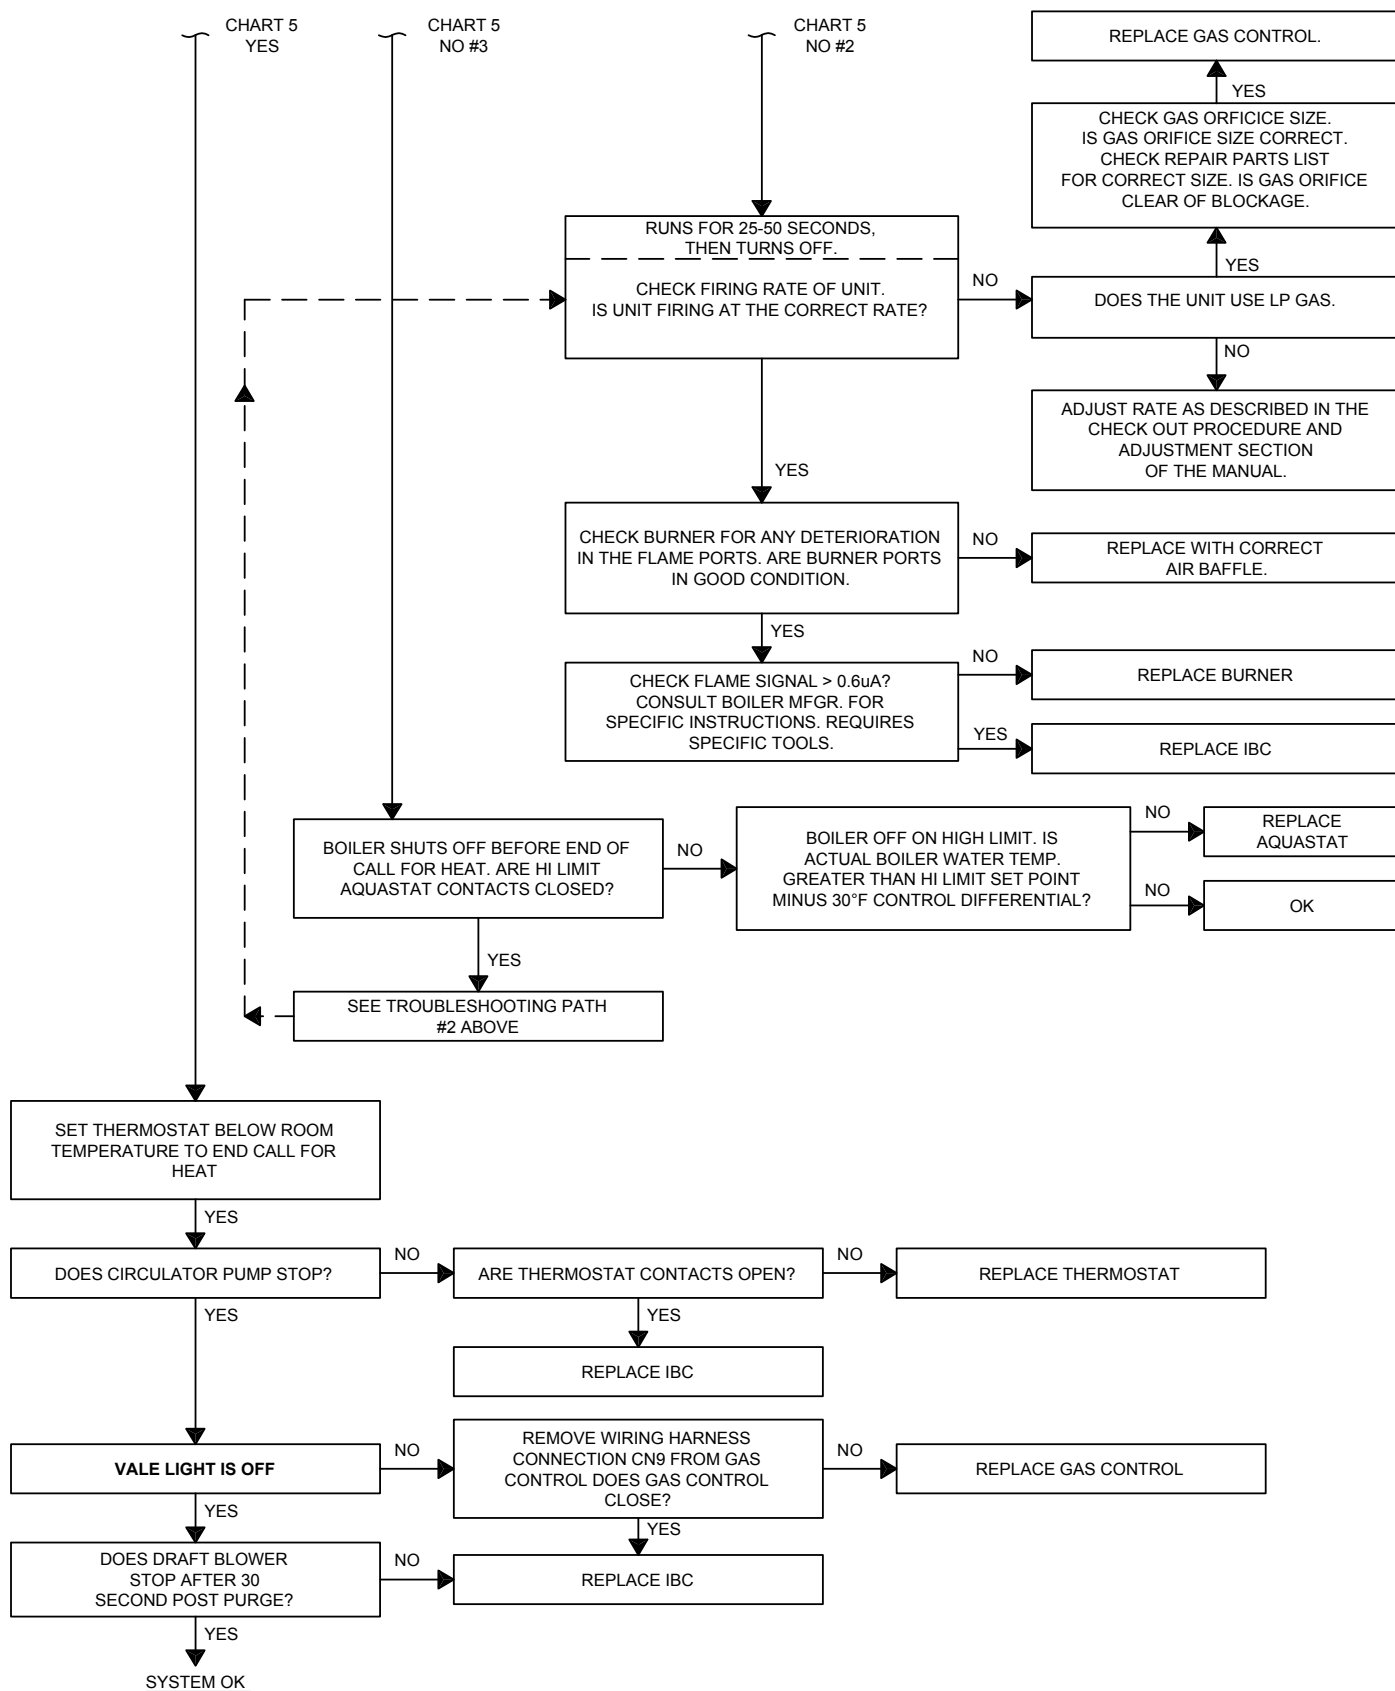 CHART 5
YES
CHART 5
NO #3
CHART 5
NO #2
REPLACE GAS CONTROL.
YES
CHECK GAS ORFICICE SIZE.
IS GAS ORIFICE SIZE CORRECT.
CHECK REPAIR PARTS LIST
FOR CORRECT SIZE. IS GAS ORIFICE
CLEAR OF BLOCKAGE.
YES
RUNS FOR 25-50 SECONDS,
THEN TURNS OFF.
CHECK FIRING RATE OF UNIT.
IS UNIT FIRING AT THE CORRECT RATE?
NO
DOES THE UNIT USE LP GAS.
NO
ADJUST RATE AS DESCRIBED IN THE
CHECK OUT PROCEDURE AND
ADJUSTMENT SECTION
OF THE MANUAL.
YES
CHECK BURNER FOR ANY DETERIORATION
IN THE FLAME PORTS. ARE BURNER PORTS
IN GOOD CONDITION.
NO
REPLACE WITH CORRECT
AIR BAFFLE.
YES
CHECK FLAME SIGNAL > 0.6uA?
CONSULT BOILER MFGR. FOR
SPECIFIC INSTRUCTIONS. REQUIRES
SPECIFIC TOOLS.
NO
REPLACE BURNER
YES
REPLACE IBC
BOILER SHUTS OFF BEFORE END OF
CALL FOR HEAT. ARE HI LIMIT
AQUASTAT CONTACTS CLOSED?
NO
BOILER OFF ON HIGH LIMIT. IS
ACTUAL BOILER WATER TEMP.
GREATER THAN HI LIMIT SET POINT
MINUS 30°F CONTROL DIFFERENTIAL?
NO
REPLACE
AQUASTAT
NO
OK
YES
SEE TROUBLESHOOTING PATH
#2 ABOVE
SET THERMOSTAT BELOW ROOM
TEMPERATURE TO END CALL FOR
HEAT
YES
DOES CIRCULATOR PUMP STOP?
NO
ARE THERMOSTAT CONTACTS OPEN?
NO
REPLACE THERMOSTAT
YES
YES
REPLACE IBC
VALE LIGHT IS OFF
NO
REMOVE WIRING HARNESS
CONNECTION CN9 FROM GAS
CONTROL DOES GAS CONTROL
CLOSE?
NO
REPLACE GAS CONTROL
YES
YES
DOES DRAFT BLOWER
STOP AFTER 30
SECOND POST PURGE?
NO
REPLACE IBC
YES
SYSTEM OK